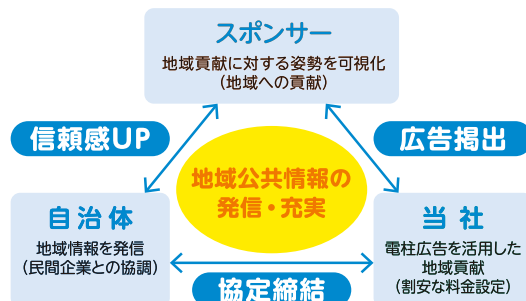 スポンサー
地域貢献に対する姿勢を可視化
（地域への貢献）
信頼感UP
広告掲出
地域公共情報の
発信・充実
自治体
地域情報を発信
（民間企業との協調）
当社
電柱広告を活用した
地域貢献
（割安な料金設定）
協定締結